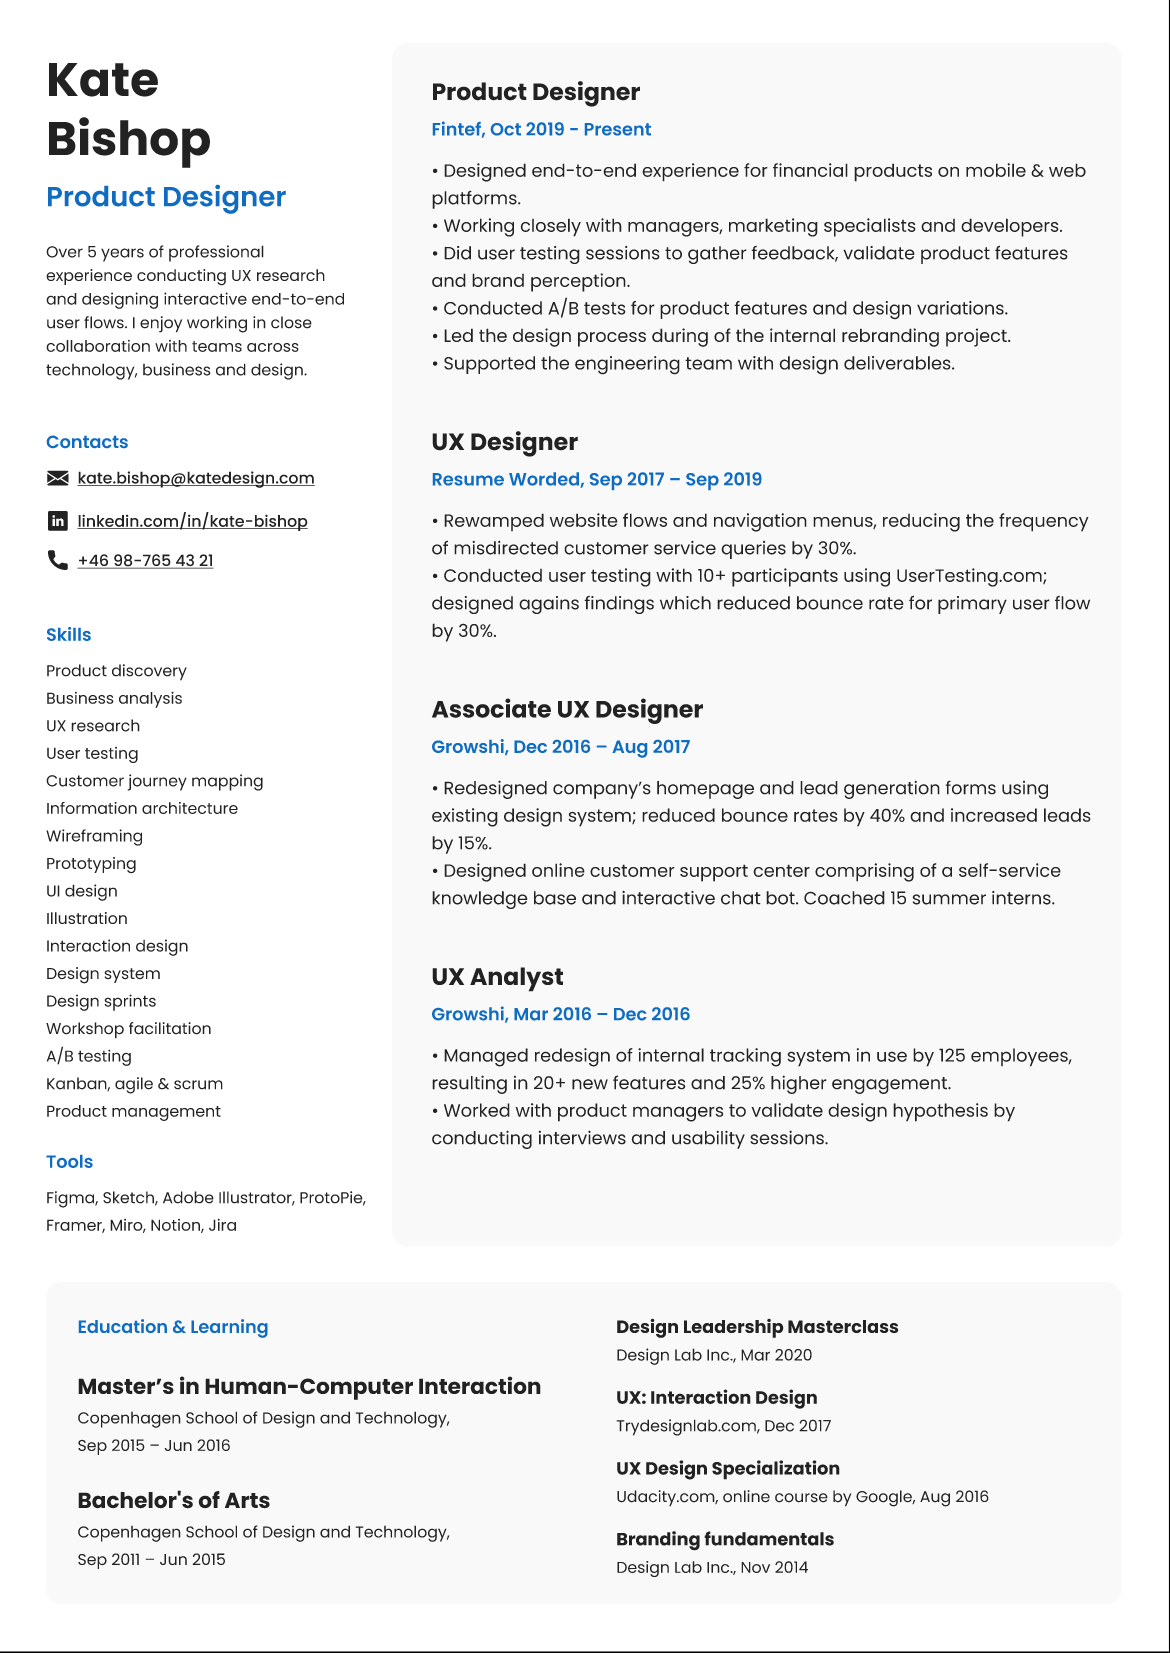 Kate
Bishop
Product Designer
Over 5 years of professional
experience conducting UX research
and designing interactive end-to-end
user flows. I enjoy working in close
collaboration with teams across
technology, business and design.
Contacts
kate.bishop@katedesign.com
linkedin.com/in/kate-bishop
+46 98-765 43 21
Skills
Product discovery
Business analysis
UX research
User testing
Customer journey mapping
Information architecture
Wireframing
Prototyping
UI design
Illustration
Interaction design
Design system
Design sprints
Workshop facilitation
A/B testing
Kanban, agile & scrum
Product management
Tools
Figma, Sketch, Adobe Illustrator, ProtoPie,
Framer, Miro, Notion, Jira
Product Designer
Fintef, Oct 2019 - Present
• Designed end-to-end experience for financial products on mobile & web
platforms.
• Working closely with managers, marketing specialists and developers.
• Did user testing sessions to gather feedback, validate product features
and brand perception.
• Conducted A/B tests for product features and design variations.
• Led the design process during of the internal rebranding project.
• Supported the engineering team with design deliverables.
UX Designer
Resume Worded, Sep 2017 – Sep 2019
• Rewamped website flows and navigation menus, reducing the frequency
of misdirected customer service queries by 30%.
• Conducted user testing with 10+ participants using UserTesting.com;
designed agains findings which reduced bounce rate for primary user flow
by 30%.
Associate UX Designer
Growshi, Dec 2016 – Aug 2017
• Redesigned company’s homepage and lead generation forms using
existing design system; reduced bounce rates by 40% and increased leads
by 15%.
• Designed online customer support center comprising of a self-service
knowledge base and interactive chat bot. Coached 15 summer interns.
UX Analyst
Growshi, Mar 2016 – Dec 2016
• Managed redesign of internal tracking system in use by 125 employees,
resulting in 20+ new features and 25% higher engagement.
• Worked with product managers to validate design hypothesis by
conducting interviews and usability sessions.
Education & Learning
Master’s in Human-Computer Interaction
Copenhagen School of Design and Technology,
Sep 2015 – Jun 2016
Bachelor's of Arts
Copenhagen School of Design and Technology,
Sep 2011 – Jun 2015
Design Leadership Masterclass
Design Lab Inc., Mar 2020
UX: Interaction Design
Trydesignlab.com, Dec 2017
UX Design Specialization
Udacity.com, online course by Google, Aug 2016
Branding fundamentals
Design Lab Inc., Nov 2014